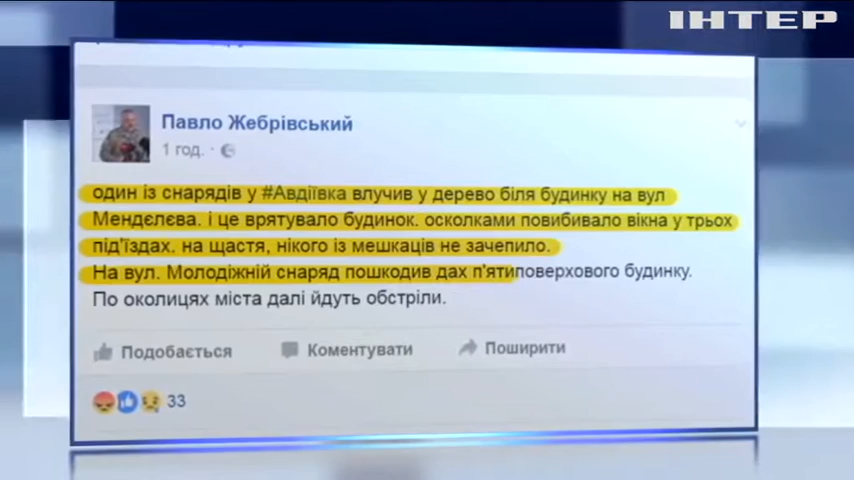 ІНТЕР
Павло Жебрівський
1 год. ·
один із снарядів у #Авдіївка влучив у дерево біля будинку на вул
Мендєлєва. і це врятувало будинок. осколками повибивало вікна у трьох
під'їздах. на щастя, нікого із мешкаців не зачепило.
На вул. Молодіжній снаряд пошкодив дах п'ятиповерхового будинку.
По околицях міста далі йдуть обстріли.
Подобається Коментувати Поширити
33